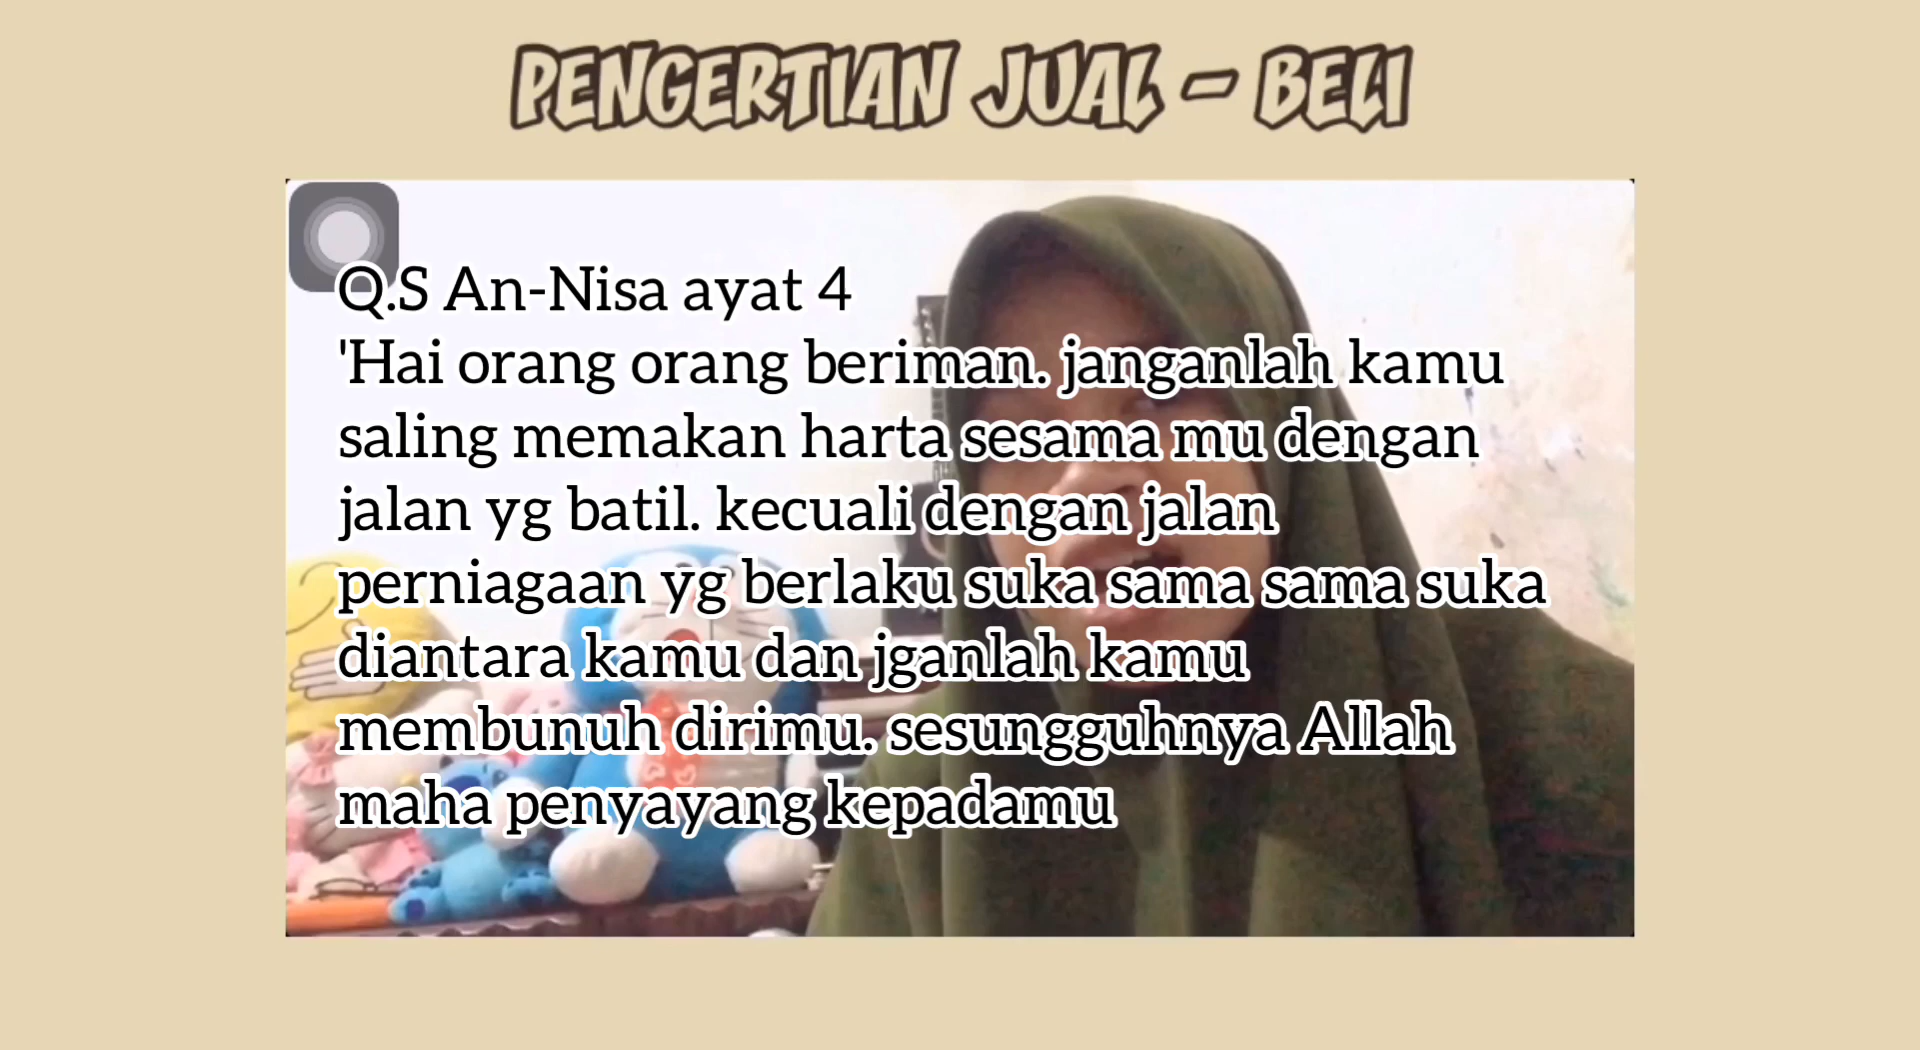 PENGERTIAN JUAL - BELI
Q.S An-Nisa ayat 4
'Hai orang orang beriman. janganlah kamu
saling memakan harta sesama mu dengan
jalan yg batil. kecuali dengan jalan
perniagaan yg berlaku suka sama sama suka
diantara kamu dan jganlah kamu
membunuh dirimu. sesungguhnya Allah
maha penyayang kepadamu